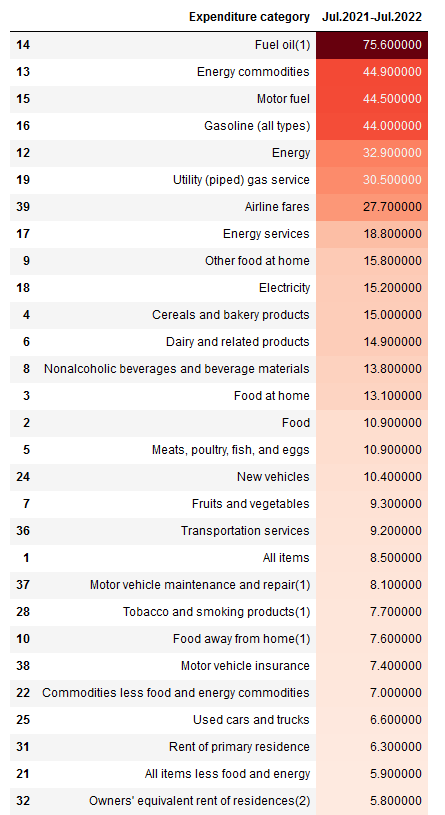 Expenditure category Jul.2021-Jul.2022
14 Fuel oil(1) 75.600000
13 Energy commodities 44.900000
15 Motor fuel 44.500000
16 Gasoline (all types) 44.000000
12 Energy 32.900000
19 Utility (piped) gas service 30.500000
39 Airline fares 27.700000
17 Energy services 18.800000
9 Other food at home 15.800000
18 Electricity 15.200000
4 Cereals and bakery products 15.000000
6 Dairy and related products 14.900000
8 Nonalcoholic beverages and beverage materials 13.800000
3 Food at home 13.100000
2 Food 10.900000
5 Meats, poultry, fish, and eggs 10.900000
24 New vehicles 10.400000
7 Fruits and vegetables 9.300000
36 Transportation services 9.200000
1 All items 8.500000
37 Motor vehicle maintenance and repair(1) 8.100000
28 Tobacco and smoking products(1) 7.700000
10 Food away from home(1) 7.600000
38 Motor vehicle insurance 7.400000
22 Commodities less food and energy commodities 7.000000
25 Used cars and trucks 6.600000
31 Rent of primary residence 6.300000
21 All items less food and energy 5.900000
32 Owners' equivalent rent of residences(2) 5.800000